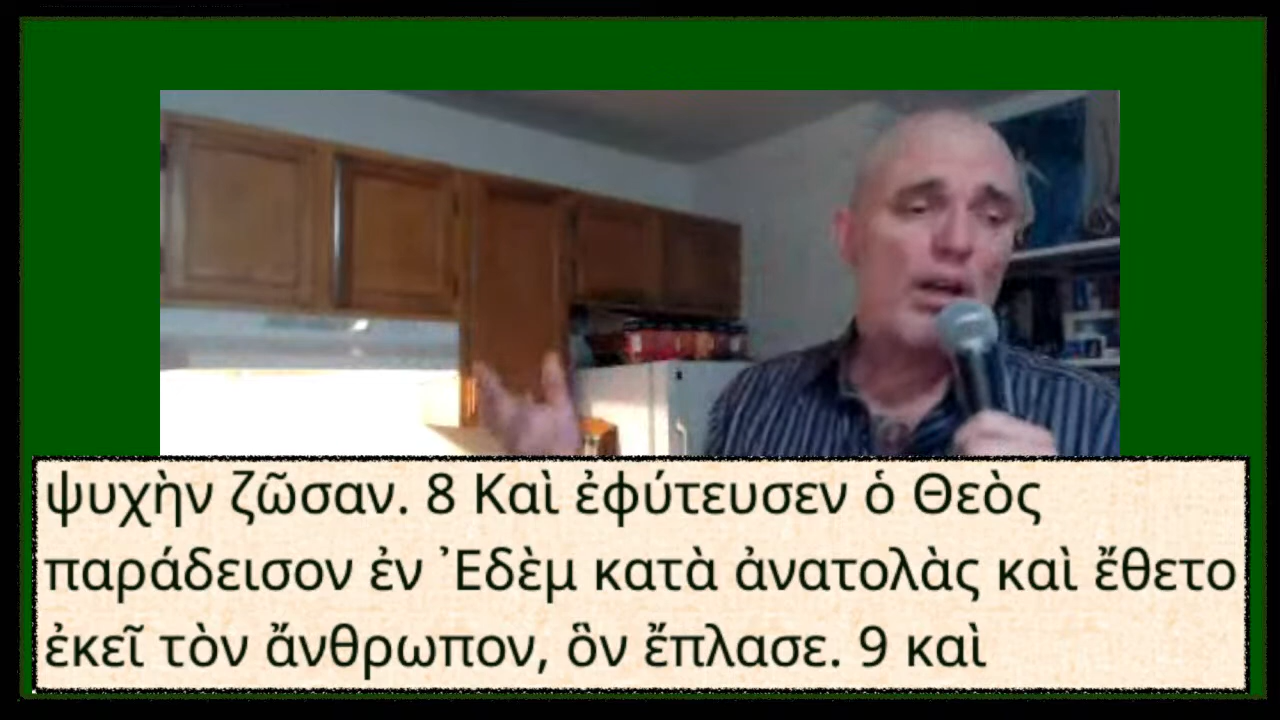 ψυχὴν ζῶσαν. 8 Καὶ ἐφύτευσεν ὁ Θεὸς
παράδεισον ἐν ᾿Εδὲμ κατὰ ἀνατολὰς καὶ ἔθετο
ἐκεῖ τὸν ἄνθρωπον, ὃν ἔπλασε. 9 καὶ